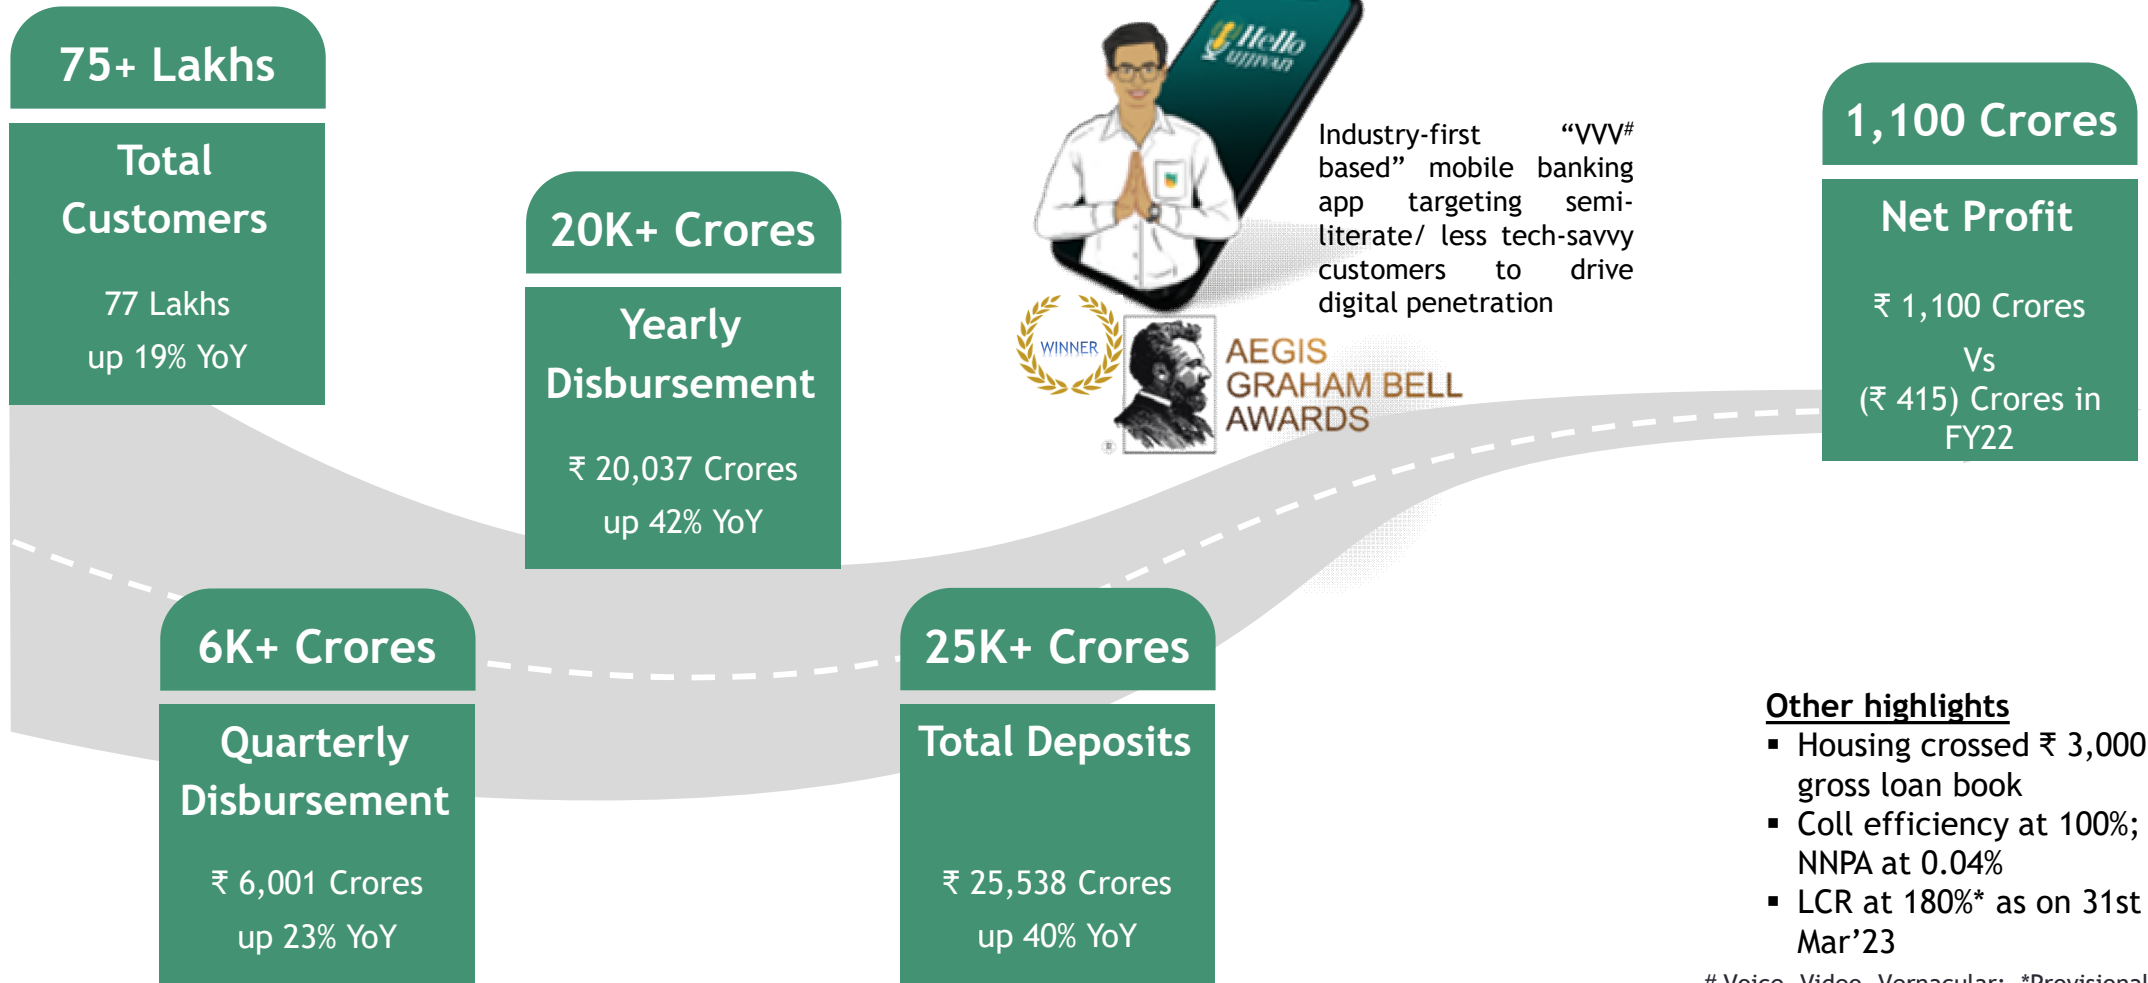 75+ Lakhs
Total
Customers
77 Lakhs
up 19% YoY
6K+ Crores
Quarterly
Disbursement
₹ 6,001 Crores
up 23% YoY
20K+ Crores
Yearly
Disbursement
₹ 20,037 Crores
up 42% YoY
25K+ Crores
Total Deposits
₹ 25,538 Crores
up 40% YoY
Hello
ujjivan
Industry-first “VVV#
based” mobile banking
app targeting semi-
literate/ less tech-savvy
customers to drive
digital penetration
WINNER
AEGIS
GRAHAM BELL
AWARDS
®
1,100 Crores
Net Profit
₹ 1,100 Crores
Vs
(₹ 415) Crores in
FY22
Other highlights
▪ Housing crossed ₹ 3,000
gross loan book
▪ Coll efficiency at 100%;
NNPA at 0.04%
▪ LCR at 180%* as on 31st
Mar’23
# Voice, Video, Vernacular; *Provisional